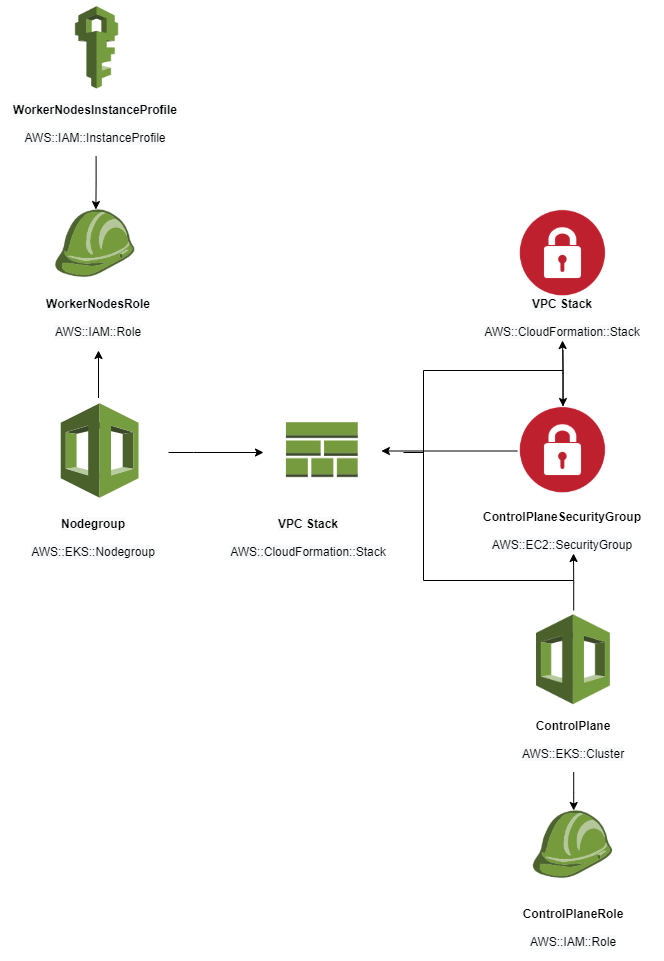 WorkerNodesInstanceProfile
AWS::IAM::InstanceProfile
WorkerNodesRole
AWS::IAM::Role
VPC Stack
AWS::CloudFormation::Stack
Nodegroup
AWS::EKS::Nodegroup
VPC Stack
AWS::CloudFormation::Stack
ControlPlaneSecurityGroup
AWS::EC2::SecurityGroup
ControlPlane
AWS::EKS::Cluster
ControlPlaneRole
AWS::IAM::Role